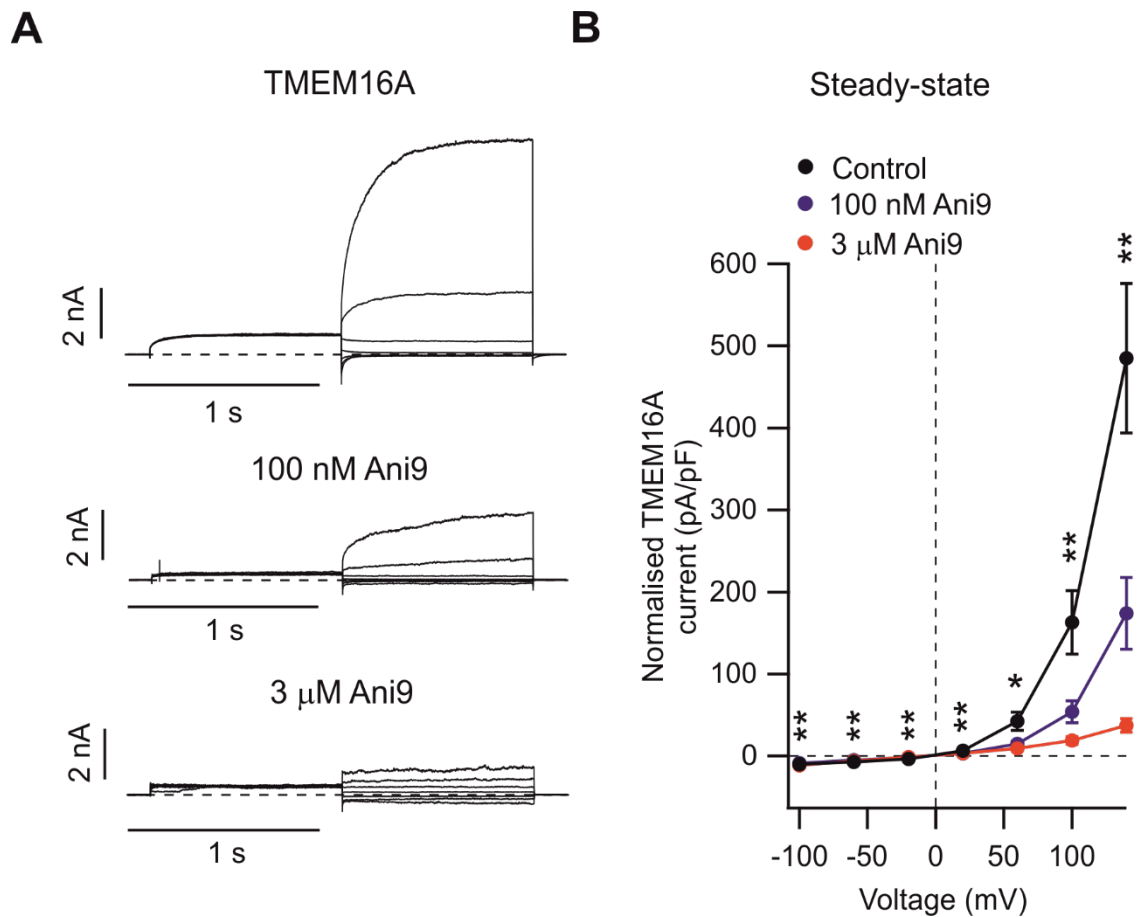 A
TMEM16A
2 nA
1 s
100 nM Ani9
2 nA
1 s
3 μM Ani9
2 nA
1 s
B
Steady-state
Control
100 nM Ani9
3 μM Ani9
Normalised TMEM16A
current (pA/pF)
600
500
400
300
200
100
0
**
**
**
**
*
**
**
-100 -50 0 50 100
Voltage (mV)